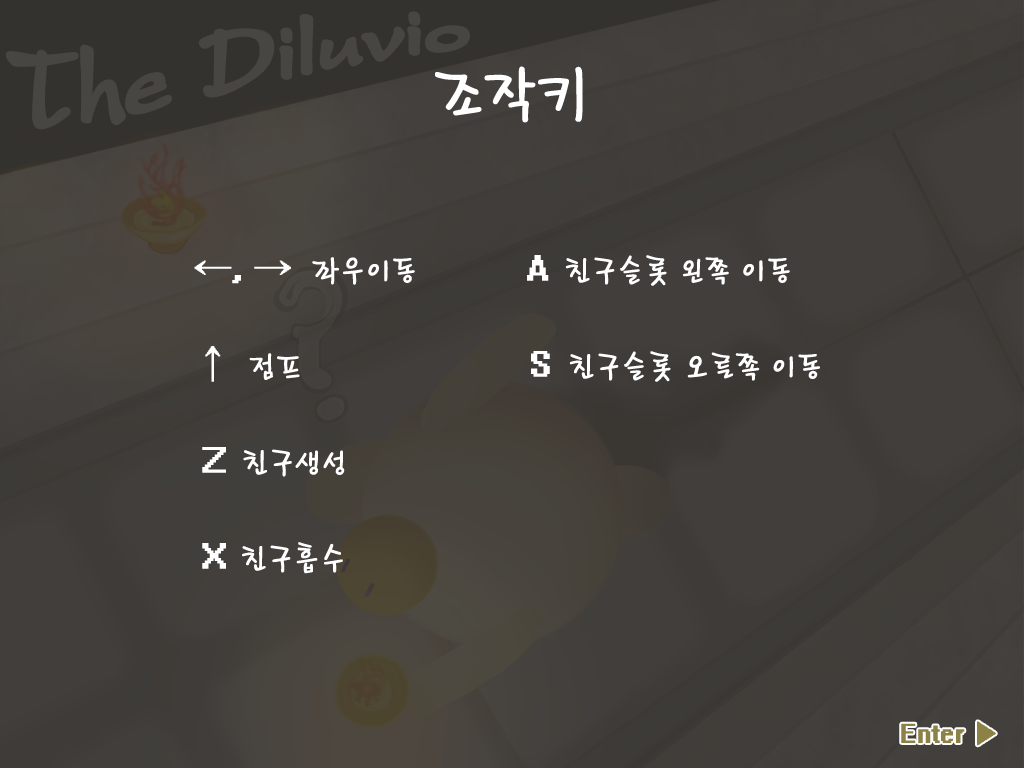 The Diluvio
조작키
←, → 좌우이동
A 친구슬롯 왼쪽 이동
↑ 점프
S 친구슬롯 오른쪽 이동
Z 친구생성
X 친구흡수
Enter